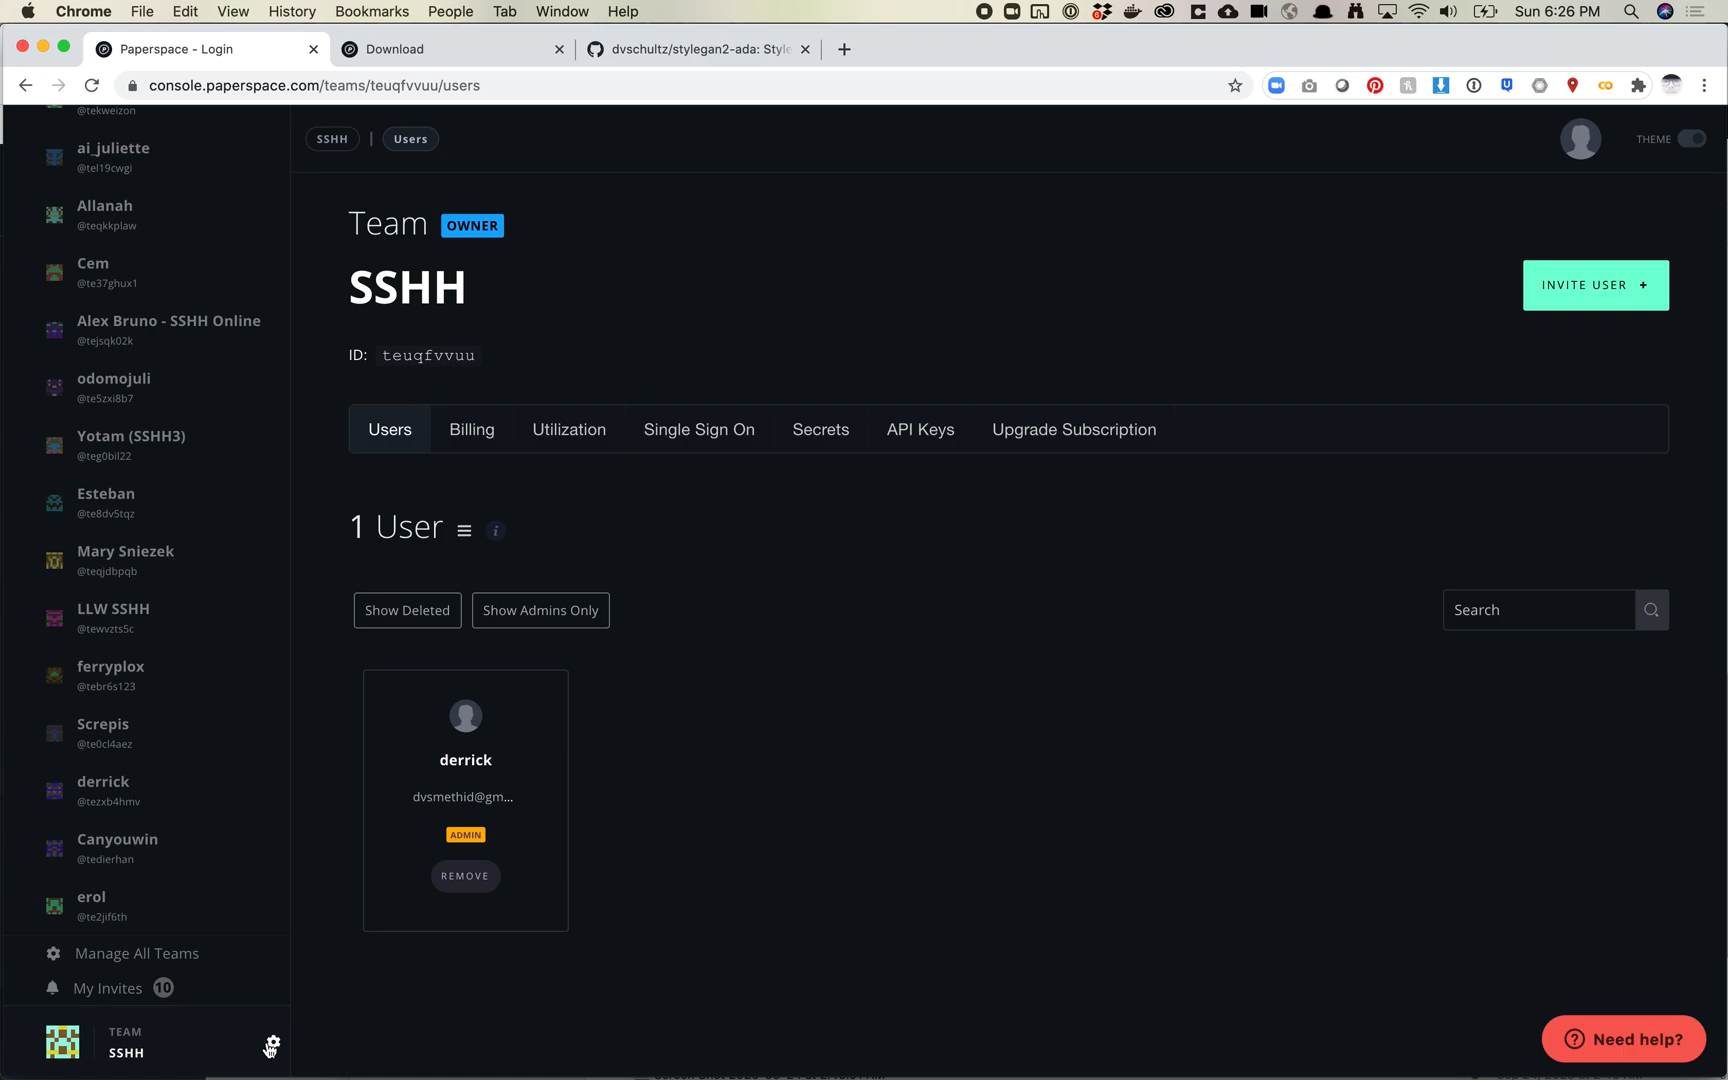 Chrome File Edit View History Bookmarks People Tab Window Help Sun 6:26 PM
Paperspace - Login Download dvschultz/stylegan2-ada: Style
console.paperspace.com/teams/teuqfvvuu/users
@tekweizon
ai_juliette
@tel19cwgi
Allanah
@teqkkplaw
Cem
@te37ghux1
Alex Bruno - SSHH Online
@tejsqk02k
odomojuli
@te5zxi8b7
Yotam (SSHH3)
@teg0bil22
Esteban
@te8dv5tqz
Mary Sniezek
@teqjdbpqb
LLW SSHH
@tewvzts5c
ferryplox
@tebr6s123
Screpis
@te0cl4aez
derrick
@tezxb4hmv
Canyouwin
@tedierhan
erol
@te2jif6th
Manage All Teams
My Invites 10
TEAM
SSHH
SSHH | Users
THEME
Team OWNER
SSHH
INVITE USER +
ID: teuqfvvuu
Users Billing Utilization Single Sign On Secrets API Keys Upgrade Subscription
1 User
Show Deleted Show Admins Only
Search
derrick
dvsmethid@gm...
ADMIN
REMOVE
Need help?